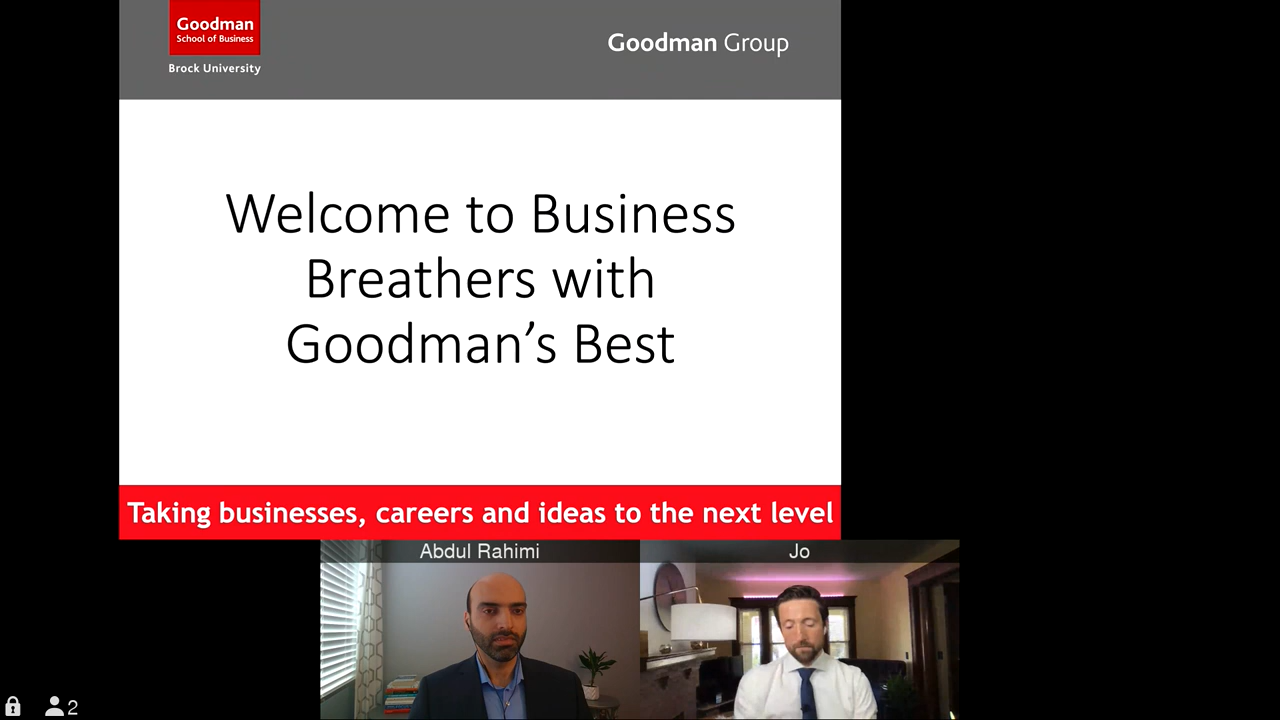 Goodman
School of Business
Brock University
Goodman Group
Welcome to Business
Breathers with
Goodman's Best
Taking businesses, careers and ideas to the next level
Abdul Rahimi
Jo
2